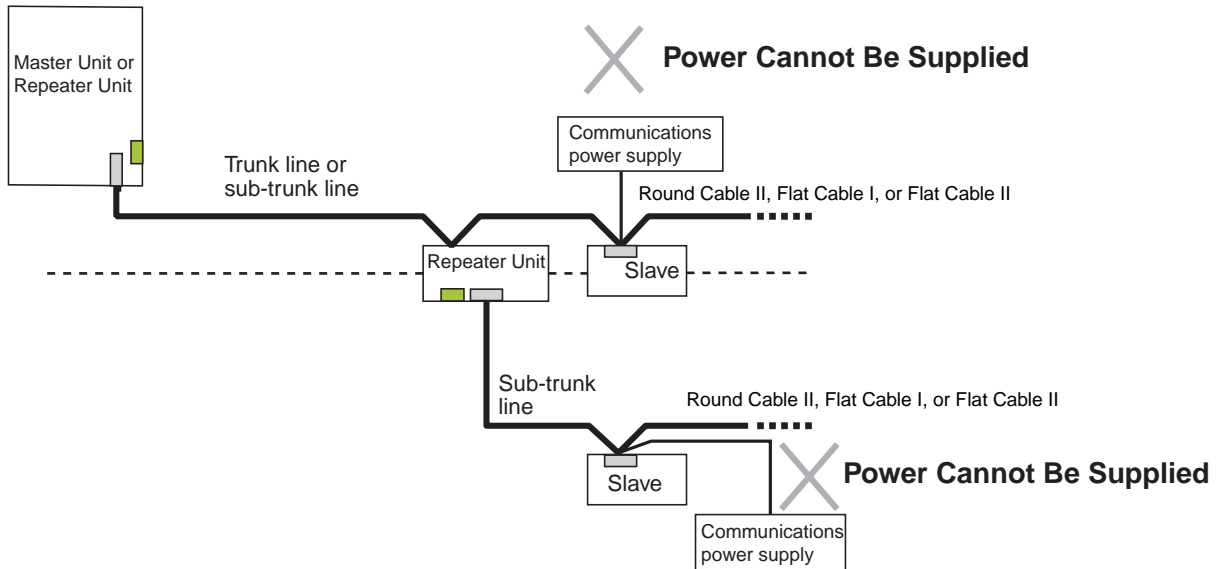 Master Unit or
Repeater Unit
Power Cannot Be Supplied
Communications
power supply
Trunk line or
sub-trunk line
Round Cable II, Flat Cable I, or Flat Cable II
Repeater Unit
Slave
Sub-trunk
line
Round Cable II, Flat Cable I, or Flat Cable II
Slave
Power Cannot Be Supplied
Communications
power supply